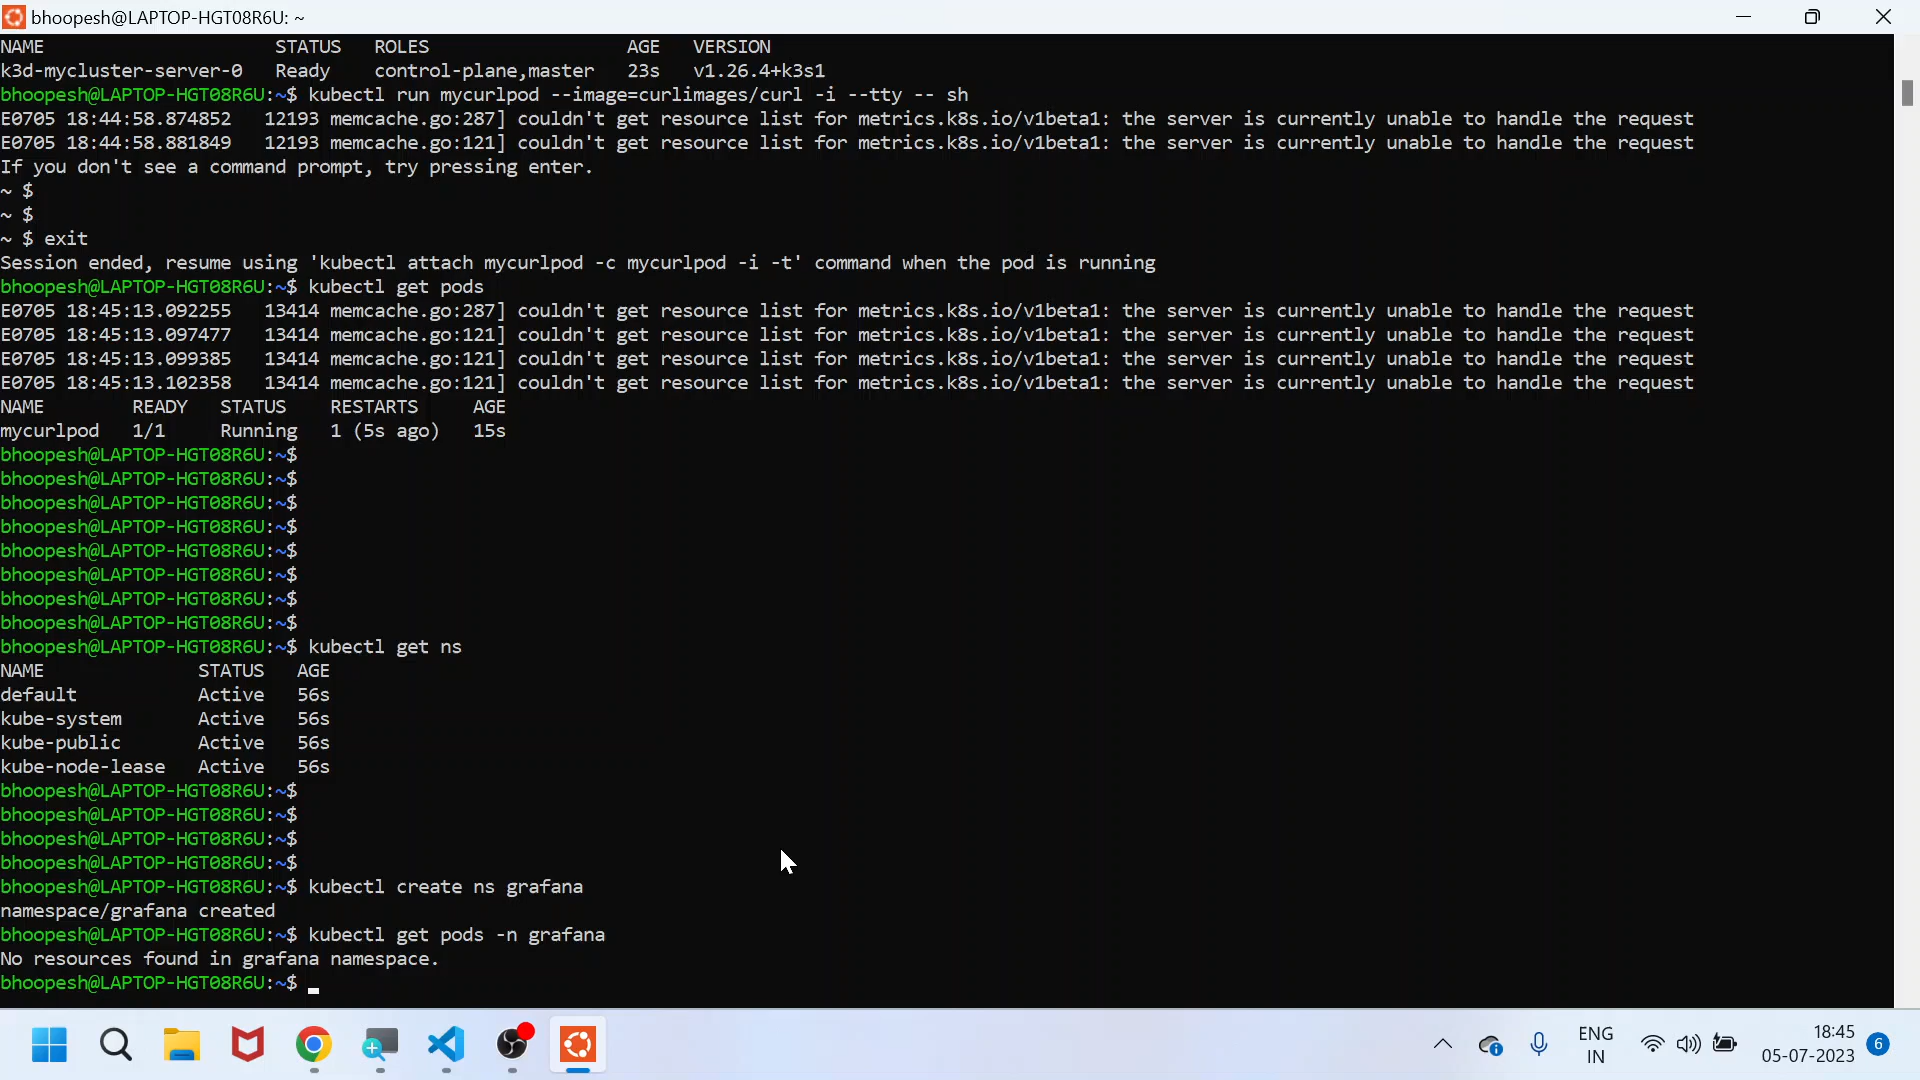 bhoopesh@LAPTOP-HGT08R6U: ~
NAME STATUS ROLES AGE VERSION
k3d-mycluster-server-0 Ready control-plane,master 23s v1.26.4+k3s1
bhoopesh@LAPTOP-HGT08R6U:~$ kubectl run mycurlpod --image=curlimages/curl -i --tty -- sh
E0705 18:44:58.874852 12193 memcache.go:287] couldn't get resource list for metrics.k8s.io/v1beta1: the server is currently unable to handle the request
E0705 18:44:58.881849 12193 memcache.go:121] couldn't get resource list for metrics.k8s.io/v1beta1: the server is currently unable to handle the request
If you don't see a command prompt, try pressing enter.
~ $
~ $
~ $ exit
Session ended, resume using 'kubectl attach mycurlpod -c mycurlpod -i -t' command when the pod is running
bhoopesh@LAPTOP-HGT08R6U:~$ kubectl get pods
E0705 18:45:13.092255 13414 memcache.go:287] couldn't get resource list for metrics.k8s.io/v1beta1: the server is currently unable to handle the request
E0705 18:45:13.097477 13414 memcache.go:121] couldn't get resource list for metrics.k8s.io/v1beta1: the server is currently unable to handle the request
E0705 18:45:13.099385 13414 memcache.go:121] couldn't get resource list for metrics.k8s.io/v1beta1: the server is currently unable to handle the request
E0705 18:45:13.102358 13414 memcache.go:121] couldn't get resource list for metrics.k8s.io/v1beta1: the server is currently unable to handle the request
NAME READY STATUS RESTARTS AGE
mycurlpod 1/1 Running 1 (5s ago) 15s
bhoopesh@LAPTOP-HGT08R6U:~$
bhoopesh@LAPTOP-HGT08R6U:~$
bhoopesh@LAPTOP-HGT08R6U:~$
bhoopesh@LAPTOP-HGT08R6U:~$
bhoopesh@LAPTOP-HGT08R6U:~$
bhoopesh@LAPTOP-HGT08R6U:~$
bhoopesh@LAPTOP-HGT08R6U:~$
bhoopesh@LAPTOP-HGT08R6U:~$
bhoopesh@LAPTOP-HGT08R6U:~$ kubectl get ns
NAME STATUS AGE
default Active 56s
kube-system Active 56s
kube-public Active 56s
kube-node-lease Active 56s
bhoopesh@LAPTOP-HGT08R6U:~$
bhoopesh@LAPTOP-HGT08R6U:~$
bhoopesh@LAPTOP-HGT08R6U:~$
bhoopesh@LAPTOP-HGT08R6U:~$
bhoopesh@LAPTOP-HGT08R6U:~$ kubectl create ns grafana
namespace/grafana created
bhoopesh@LAPTOP-HGT08R6U:~$ kubectl get pods -n grafana
No resources found in grafana namespace.
bhoopesh@LAPTOP-HGT08R6U:~$
ENG
IN
18:45
05-07-2023
6